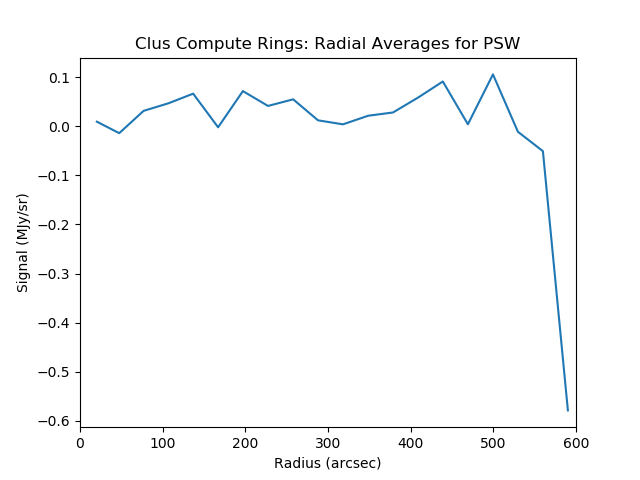 Clus Compute Rings: Radial Averages for PSW
Signal (MJy/sr)
0.1
0.0
−0.1
−0.2
−0.3
−0.4
−0.5
−0.6
0 100 200 300 400 500 600
Radius (arcsec)